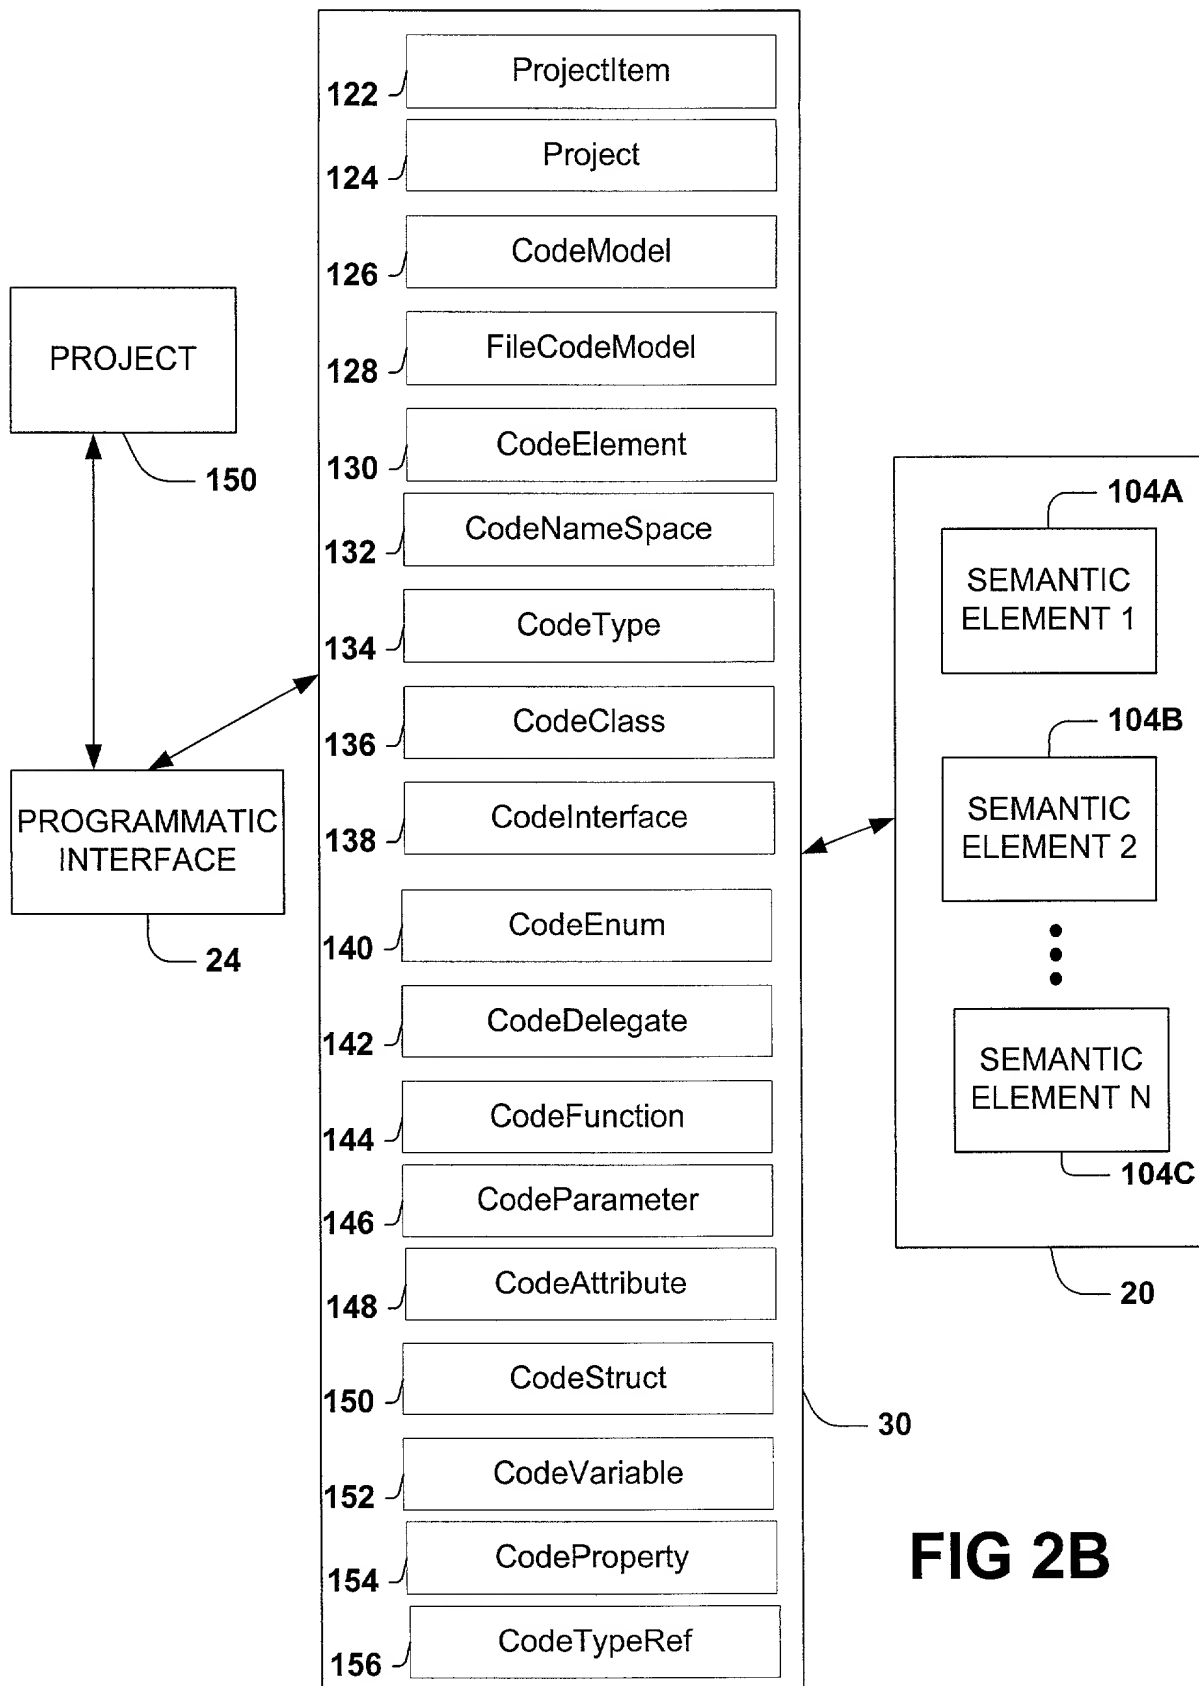 ProjectItem
122
Project
124
CodeModel
126
FileCodeModel
128
CodeElement
130
CodeNameSpace
132
CodeType
134
CodeClass
136
CodeInterface
138
CodeEnum
140
CodeDelegate
142
CodeFunction
144
CodeParameter
146
CodeAttribute
148
CodeStruct
150
CodeVariable
152
CodeProperty
154
CodeTypeRef
156
30
PROJECT
150
PROGRAMMATIC
INTERFACE
24
104A
SEMANTIC
ELEMENT 1
104B
SEMANTIC
ELEMENT 2
SEMANTIC
ELEMENT N
104C
20
FIG 2B